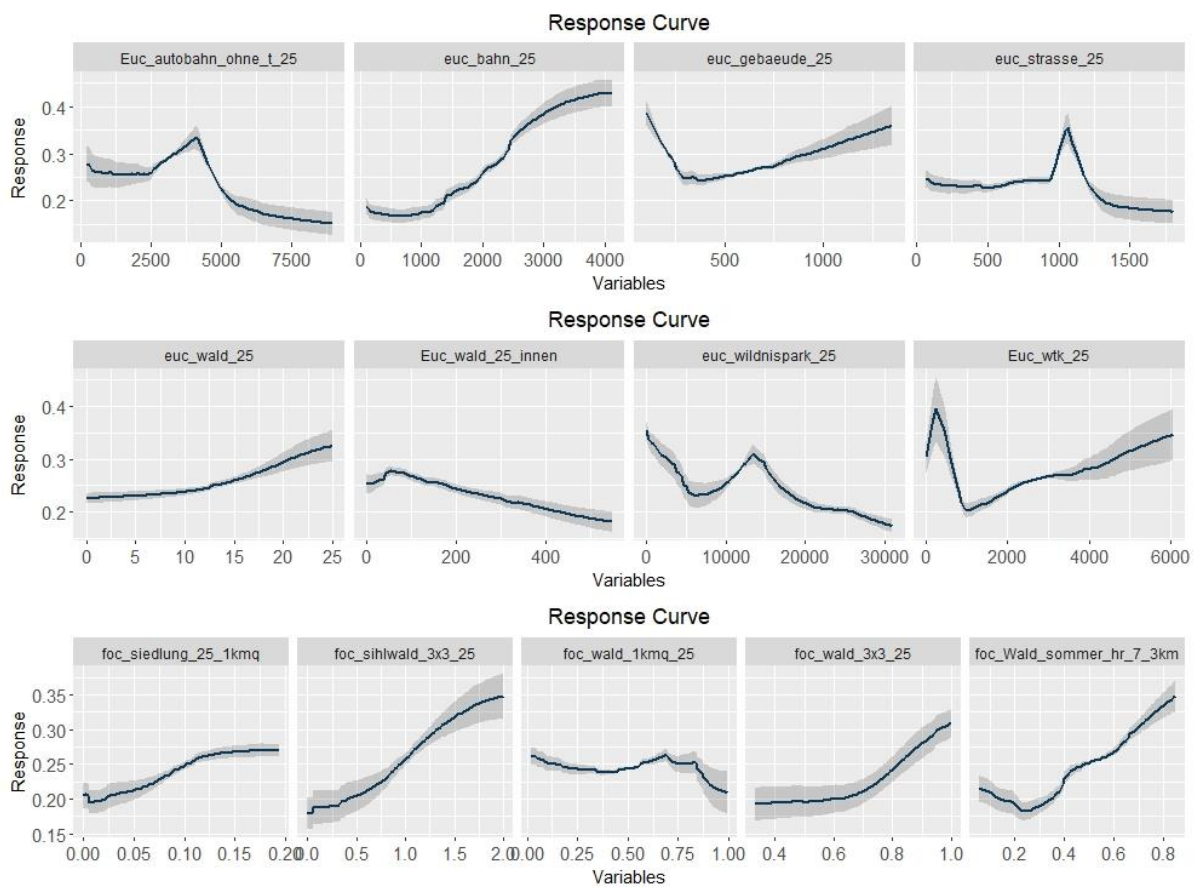 Response Curve
Euc_autobahn_ohne_t_25 euc_bahn_25 euc_gebaeude_25 euc_strasse_25
Response
0.4
0.3
0.2
0 2500 5000 7500 0 1000 2000 3000 4000 500 1000 0 500 1000 1500
Variables
Response Curve
euc_wald_25 Euc_wald_25_innen euc_wildnispark_25 Euc_wtk_25
Response
0.4
0.3
0.2
0 5 10 15 20 25 0 200 400 0 10000 20000 30000 0 2000 4000 6000
Variables
Response Curve
foc_siedlung_25_1kmq foc_sihlwald_3x3_25 foc_wald_1kmq_25 foc_wald_3x3_25 foc_Wald_sommer_hr_7_3km
Response
0.35
0.30
0.25
0.20
0.15
0.00 0.05 0.10 0.15 0.20 0.0 0.5 1.0 1.5 2.0 0.00 0.25 0.50 0.75 1.00 0.4 0.6 0.8 1.0 0.2 0.4 0.6 0.8
Variables